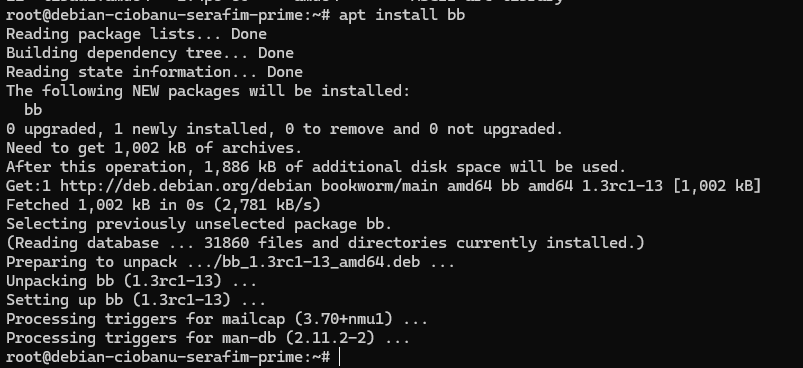 root@debian-ciobanu-serafim-prime:~# apt install bb
Reading package lists... Done
Building dependency tree... Done
Reading state information... Done
The following NEW packages will be installed:
  bb
0 upgraded, 1 newly installed, 0 to remove and 0 not upgraded.
Need to get 1,002 kB of archives.
After this operation, 1,886 kB of additional disk space will be used.
Get:1 http://deb.debian.org/debian bookworm/main amd64 bb amd64 1.3rc1-13 [1,002 kB]
Fetched 1,002 kB in 0s (2,781 kB/s)
Selecting previously unselected package bb.
(Reading database ... 31860 files and directories currently installed.)
Preparing to unpack .../bb_1.3rc1-13_amd64.deb ...
Unpacking bb (1.3rc1-13) ...
Setting up bb (1.3rc1-13) ...
Processing triggers for mailcap (3.70+nmu1) ...
Processing triggers for man-db (2.11.2-2) ...
root@debian-ciobanu-serafim-prime:~#